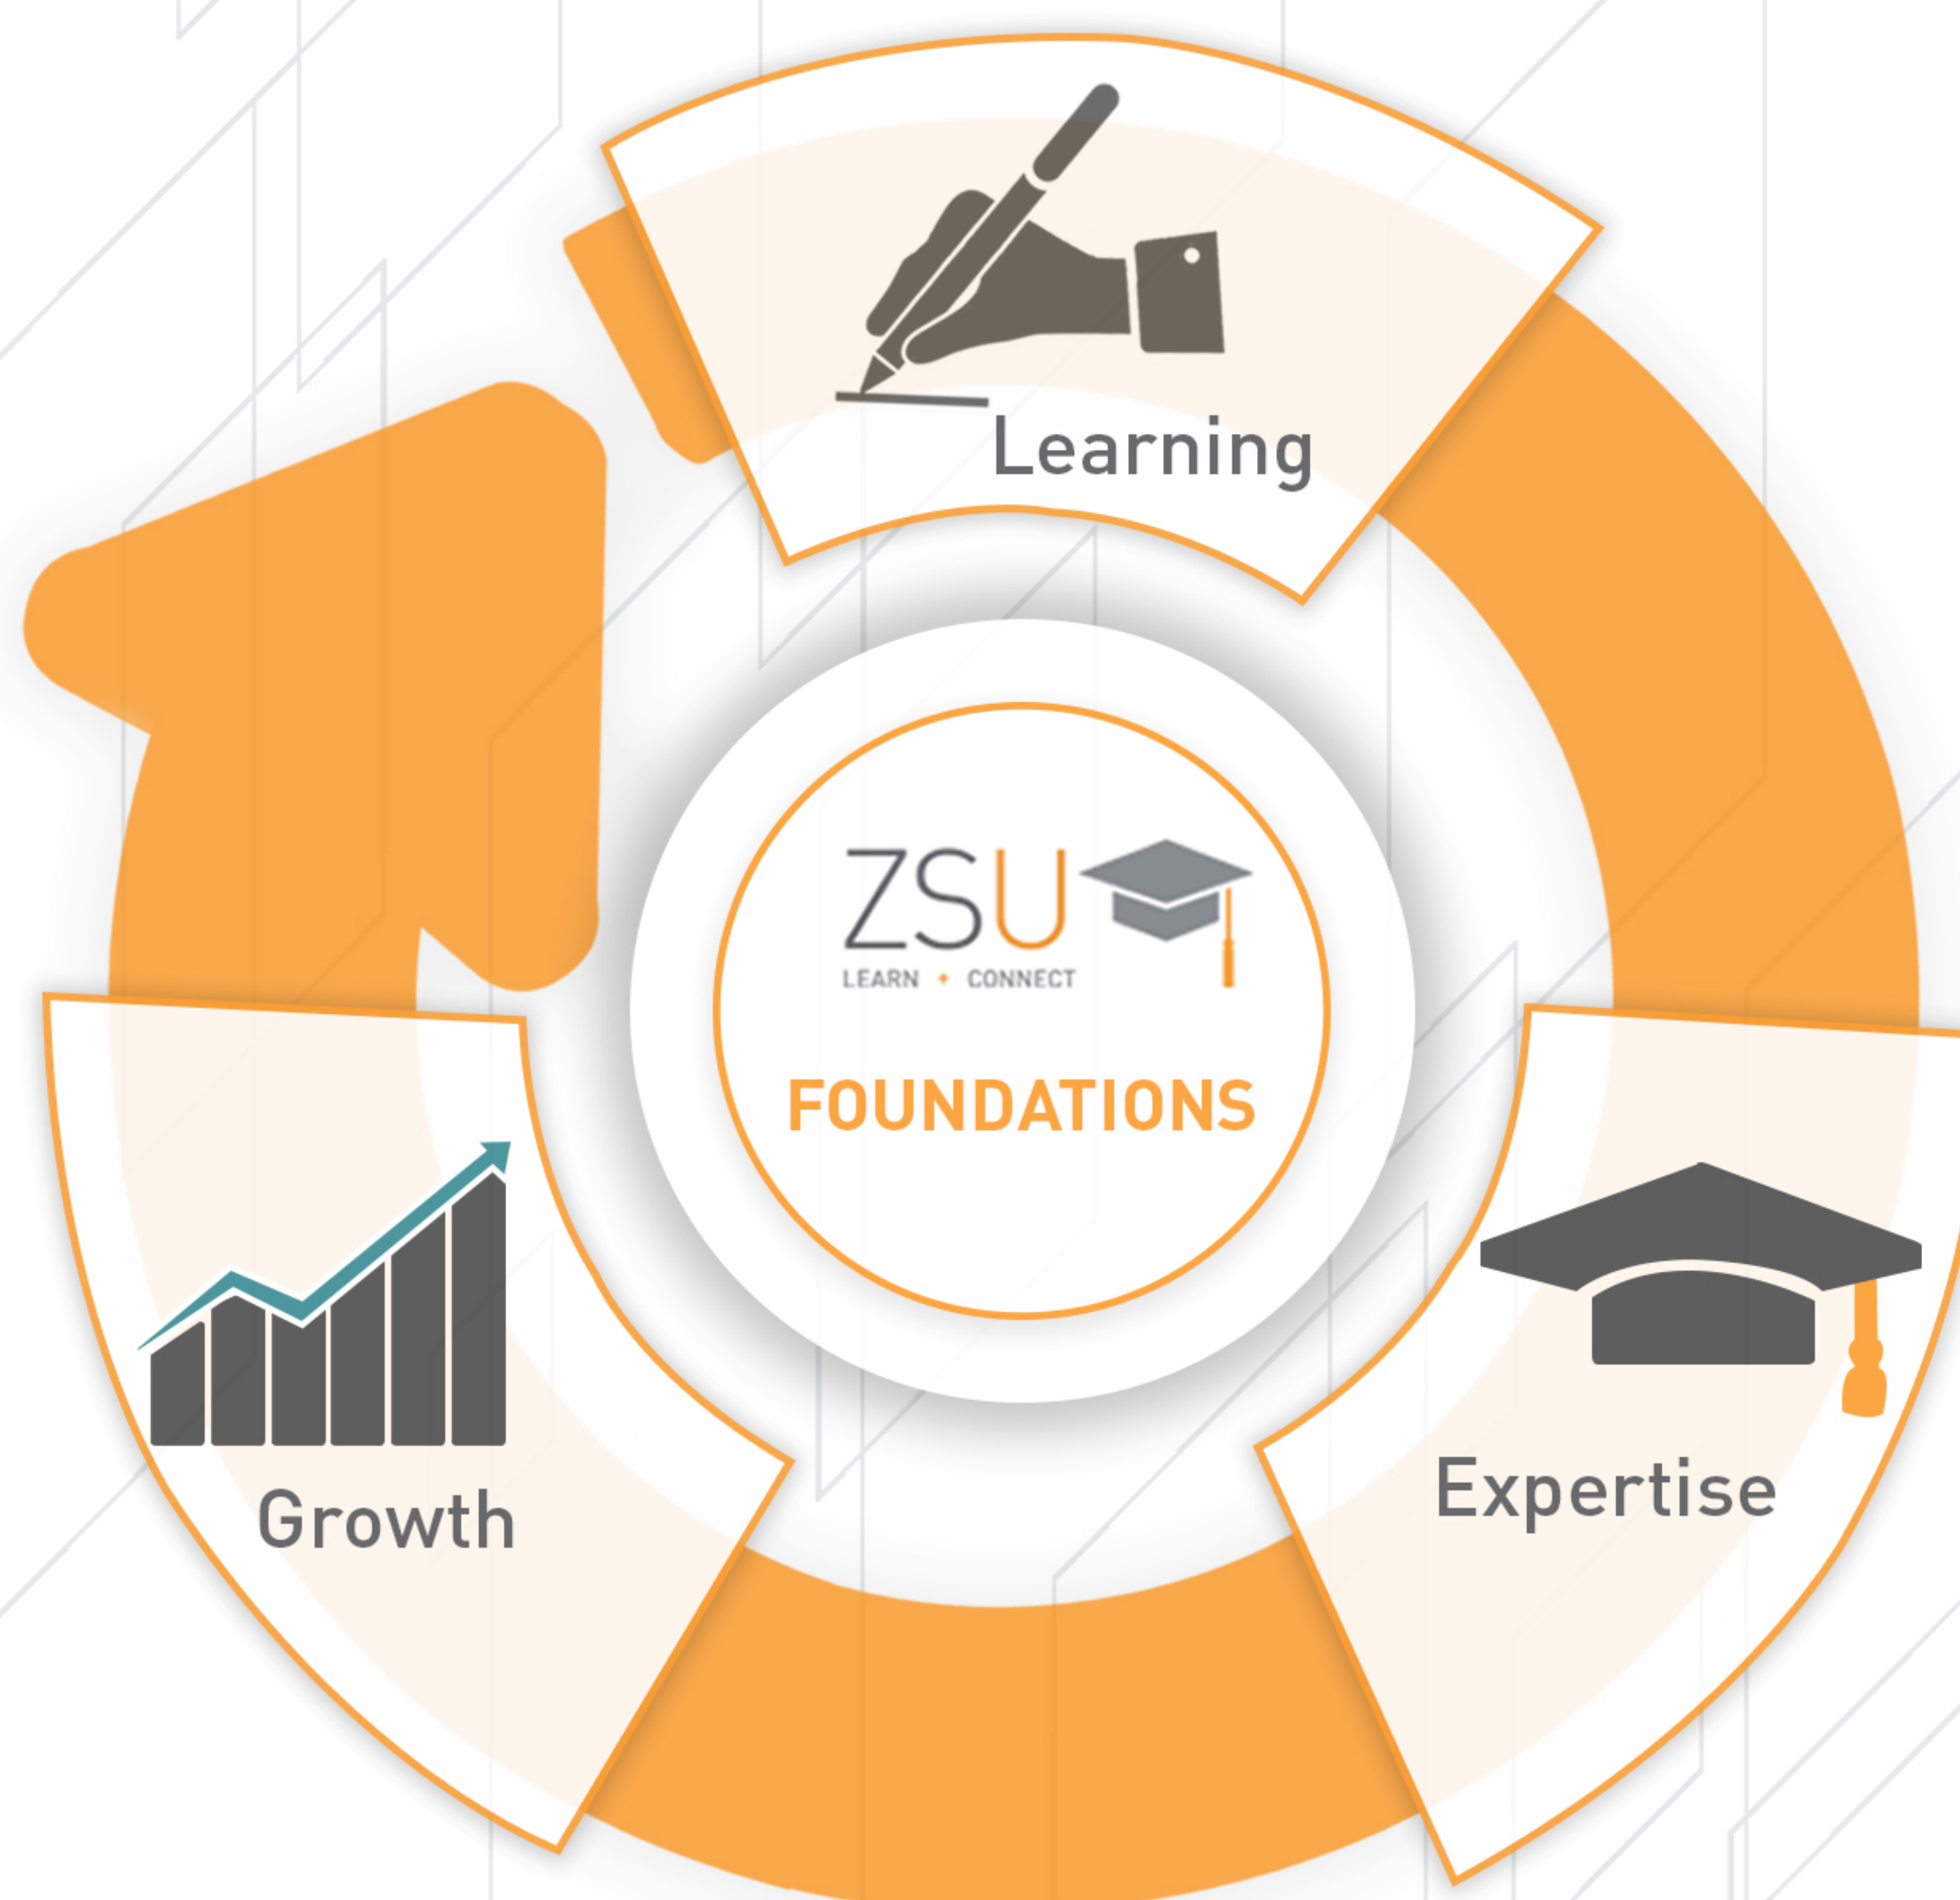 Learning
ZSU
LEARN + CONNECT
FOUNDATIONS
Growth
Expertise